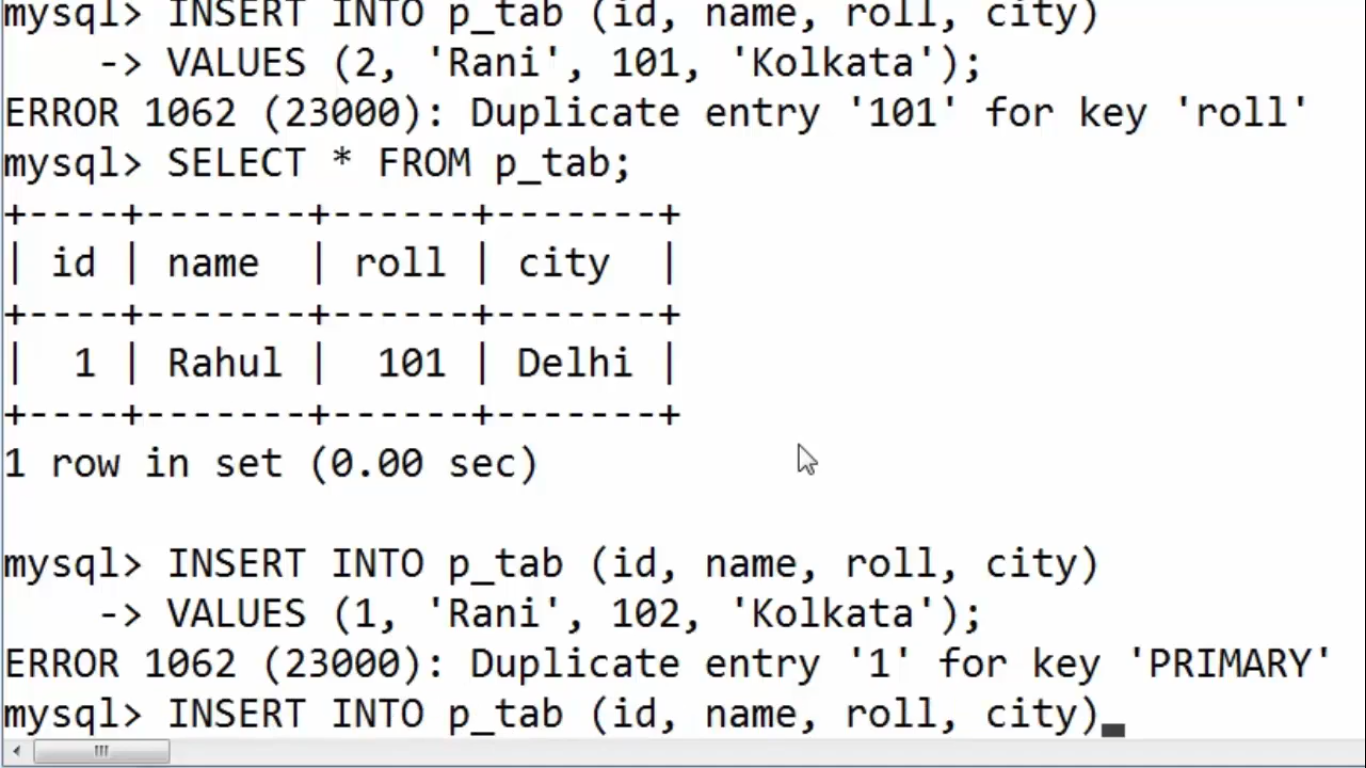 mysql> INSERT INTO p_tab (id, name, roll, city)
    -> VALUES (2, 'Rani', 101, 'Kolkata');
ERROR 1062 (23000): Duplicate entry '101' for key 'roll'
mysql> SELECT * FROM p_tab;
+----+-------+------+-------+
| id | name  | roll | city  |
+----+-------+------+-------+
|  1 | Rahul |  101 | Delhi |
+----+-------+------+-------+
1 row in set (0.00 sec)

mysql> INSERT INTO p_tab (id, name, roll, city)
    -> VALUES (1, 'Rani', 102, 'Kolkata');
ERROR 1062 (23000): Duplicate entry '1' for key 'PRIMARY'
mysql> INSERT INTO p_tab (id, name, roll, city)